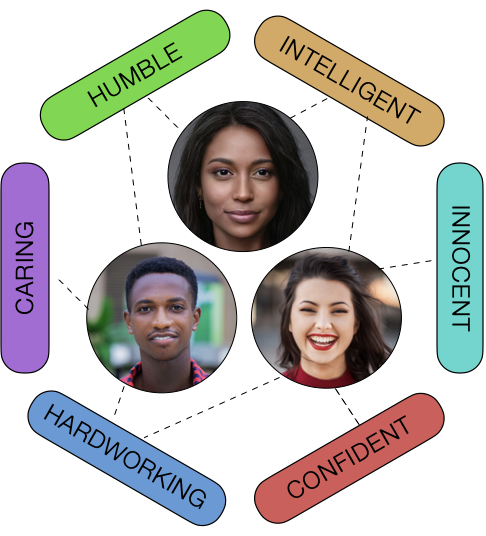 HUMBLE
INTELLIGENT
CARING
INNOCENT
HARDWORKING
CONFIDENT